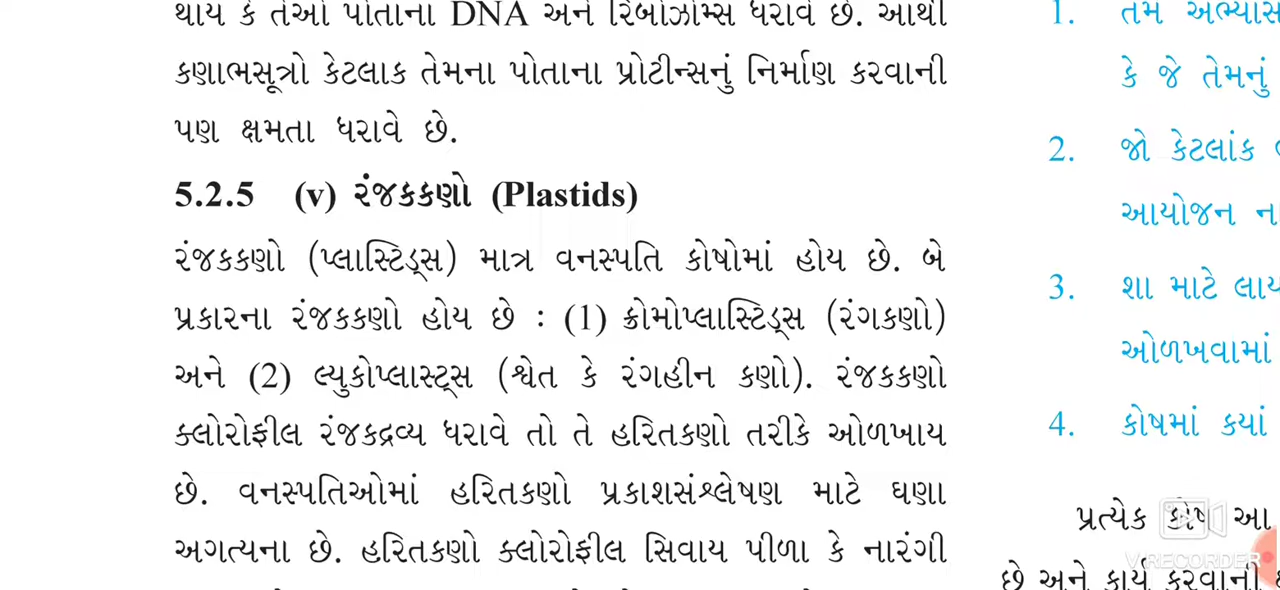 થાય કે તેઓ પોતાના DNA અને રિબોઝોમ્સ ધરાવે છે. આથી
કણાભસૂત્રો કેટલાક તેમના પોતાના પ્રોટીન્સનું નિર્માણ કરવાની
પણ ક્ષમતા ધરાવે છે.
5.2.5 (v) રંજકકણો (Plastids)
રંજકકણો (પ્લાસ્ટિડ્સ) માત્ર વનસ્પતિ કોષોમાં હોય છે. બે
પ્રકારના રંજકકણો હોય છે : (1) ક્રોમોપ્લાસ્ટિડ્સ (રંગકણો)
અને (2) લ્યુકોપ્લાસ્ટ્સ (શ્વેત કે રંગહીન કણો). રંજકકણો
ક્લોરોફીલ રંજકદ્રવ્ય ધરાવે તો તે હરિતકણો તરીકે ઓળખાય
છે. વનસ્પતિઓમાં હરિતકણો પ્રકાશસંશ્લેષણ માટે ઘણા
અગત્યના છે. હરિતકણો ક્લોરોફીલ સિવાય પીળા કે નારંગી
1. તમે અભ્યાસ
કે જે તેમનું
2. જો કેટલાંક
આયોજન
3. શા માટે
ઓળખવામાં
4. કોષમાં કયાં
પ્રત્યેક કોષ આ
છે અને કાર્ય કરવાની
VRECORDER